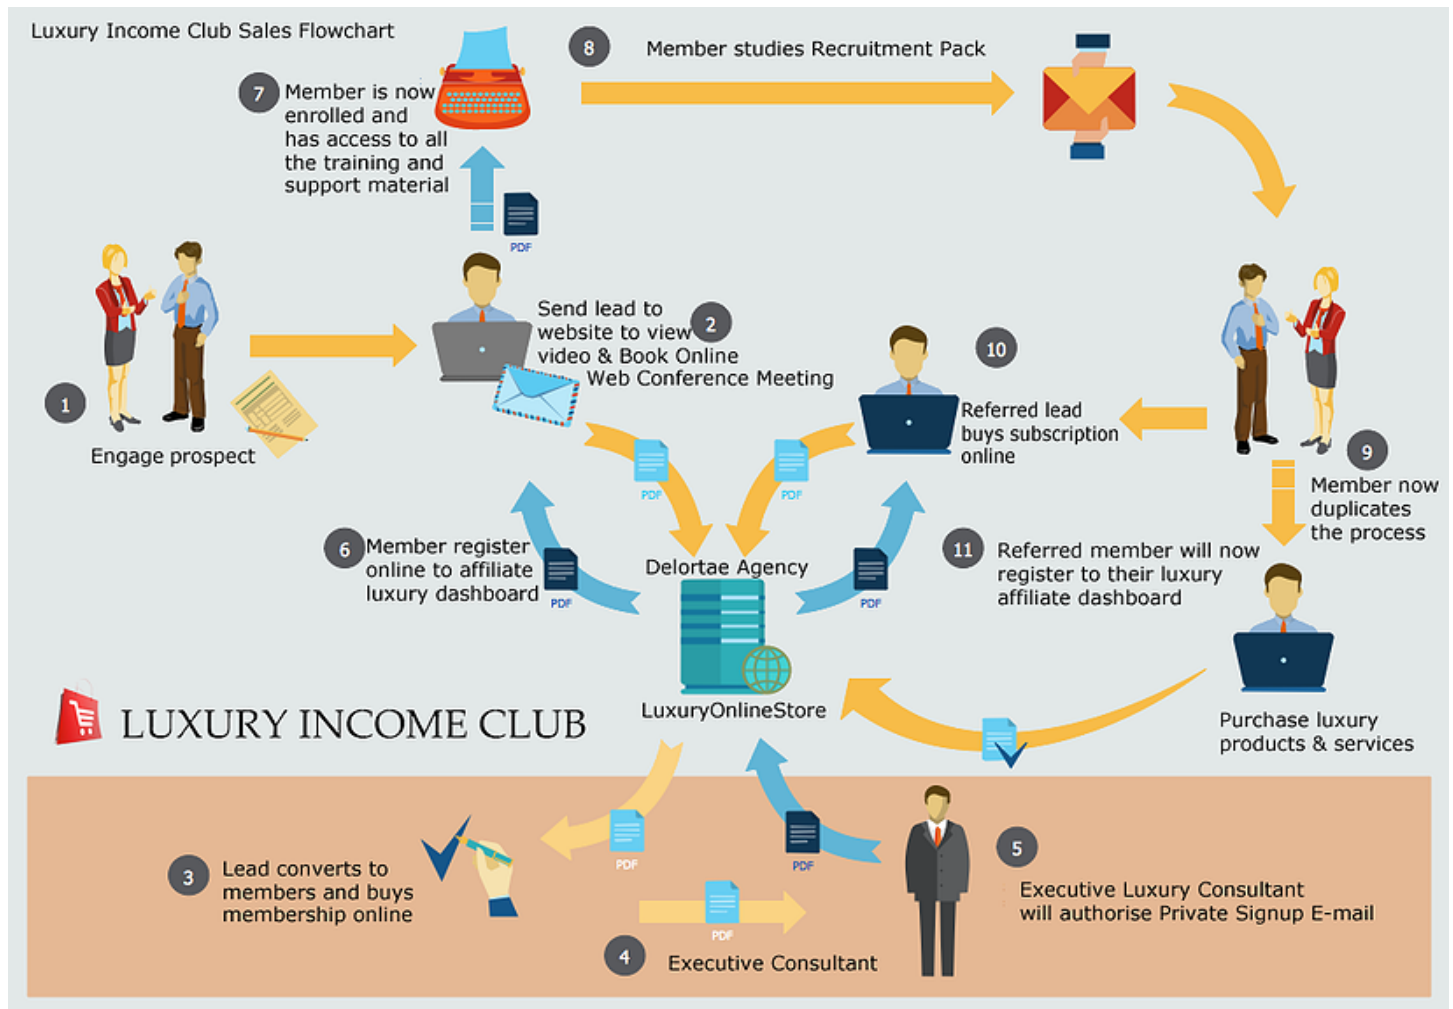 Luxury Income Club Sales Flowchart
8
Member studies Recruitment Pack
7
Member is now
enrolled and
has access to all
the training and
support material
PDF
1
Engage prospect
2
Send lead to
website to view
video & Book Online
Web Conference Meeting
10
Referred lead
buys subscription
online
9
Member now
duplicates
the process
PDF
PDF
6
Member register
online to affiliate
luxury dashboard
PDF
Delortae Agency
PDF
11
Referred member will now
register to their luxury
affiliate dashboard
LuxuryOnlineStore
LUXURY INCOME CLUB
Purchase luxury
products & services
3
Lead converts to
members and buys
membership online
PDF
PDF
4
PDF
Executive Consultant
5
Executive Luxury Consultant
will authorise Private Signup E-mail